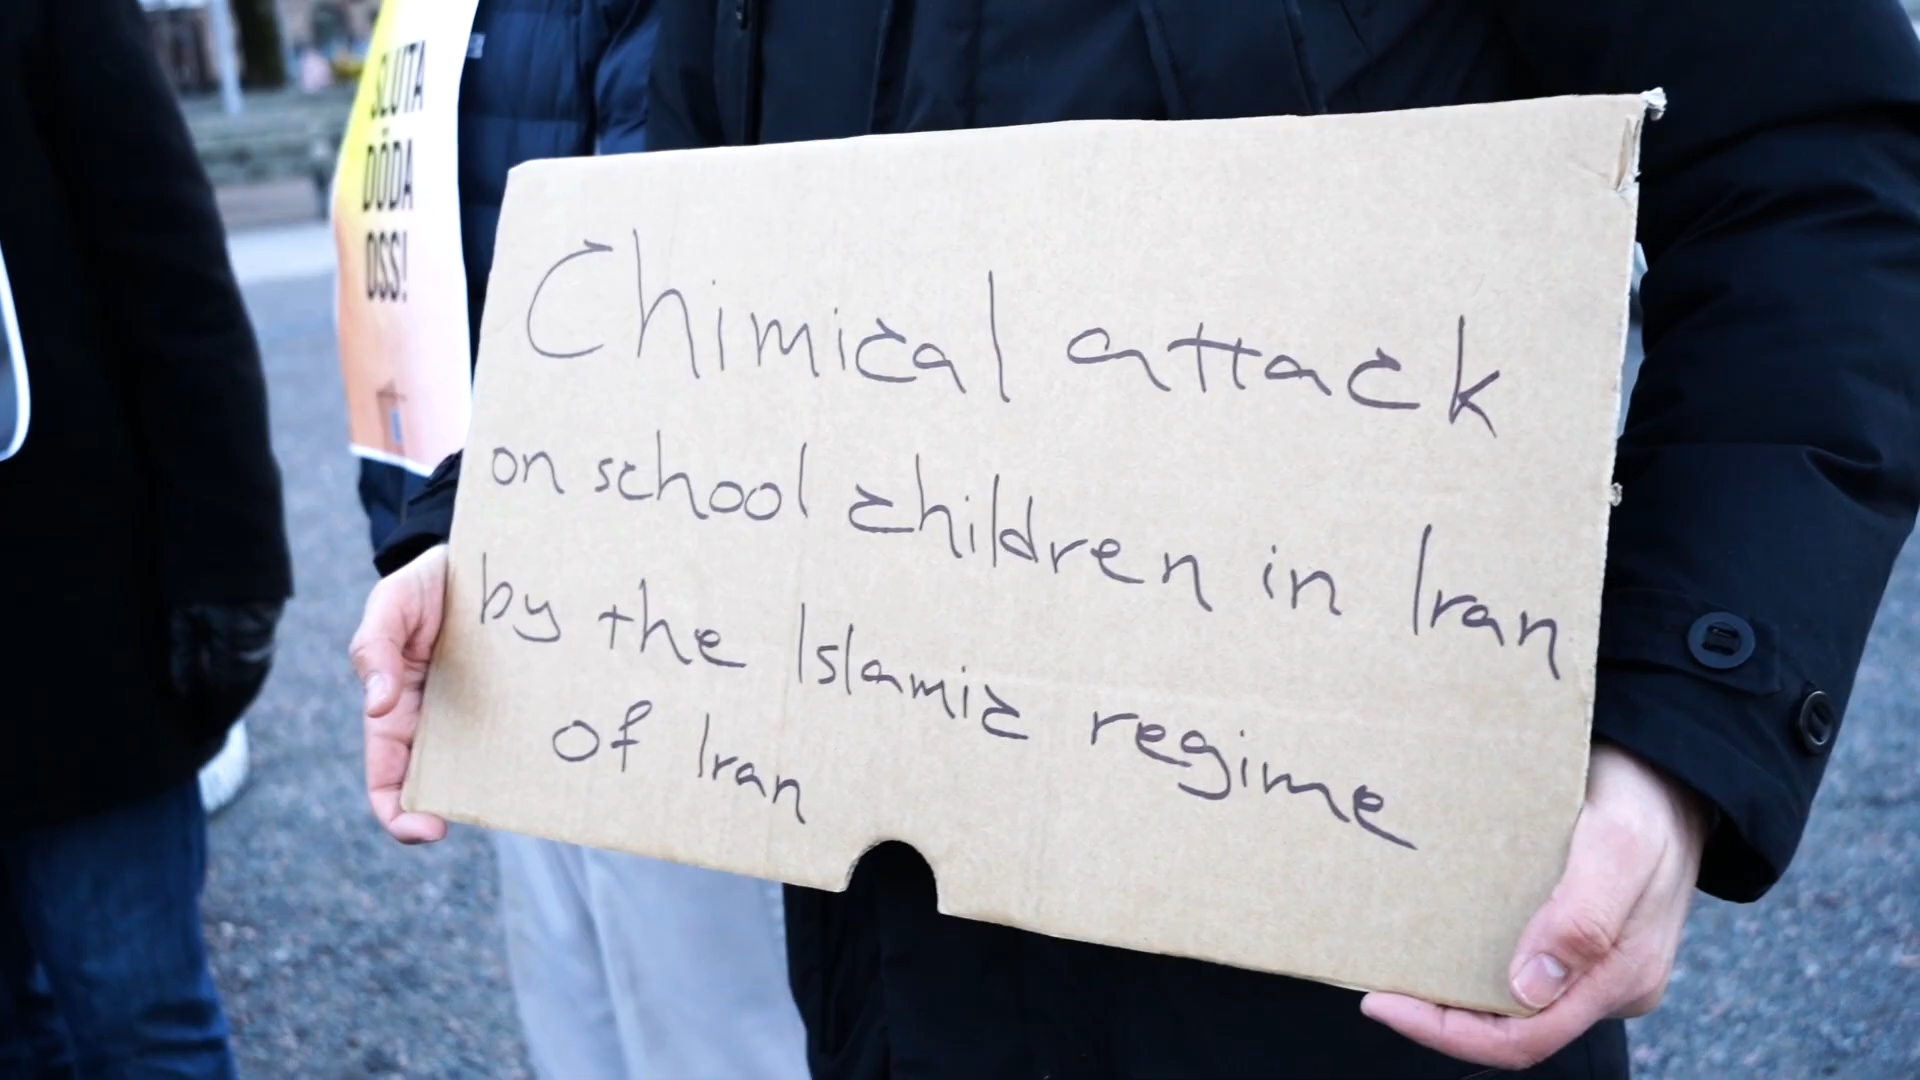 SLUTA
DÖDA
OSS!
Chimical attack
on school children in Iran
by the Islamic regime
of Iran